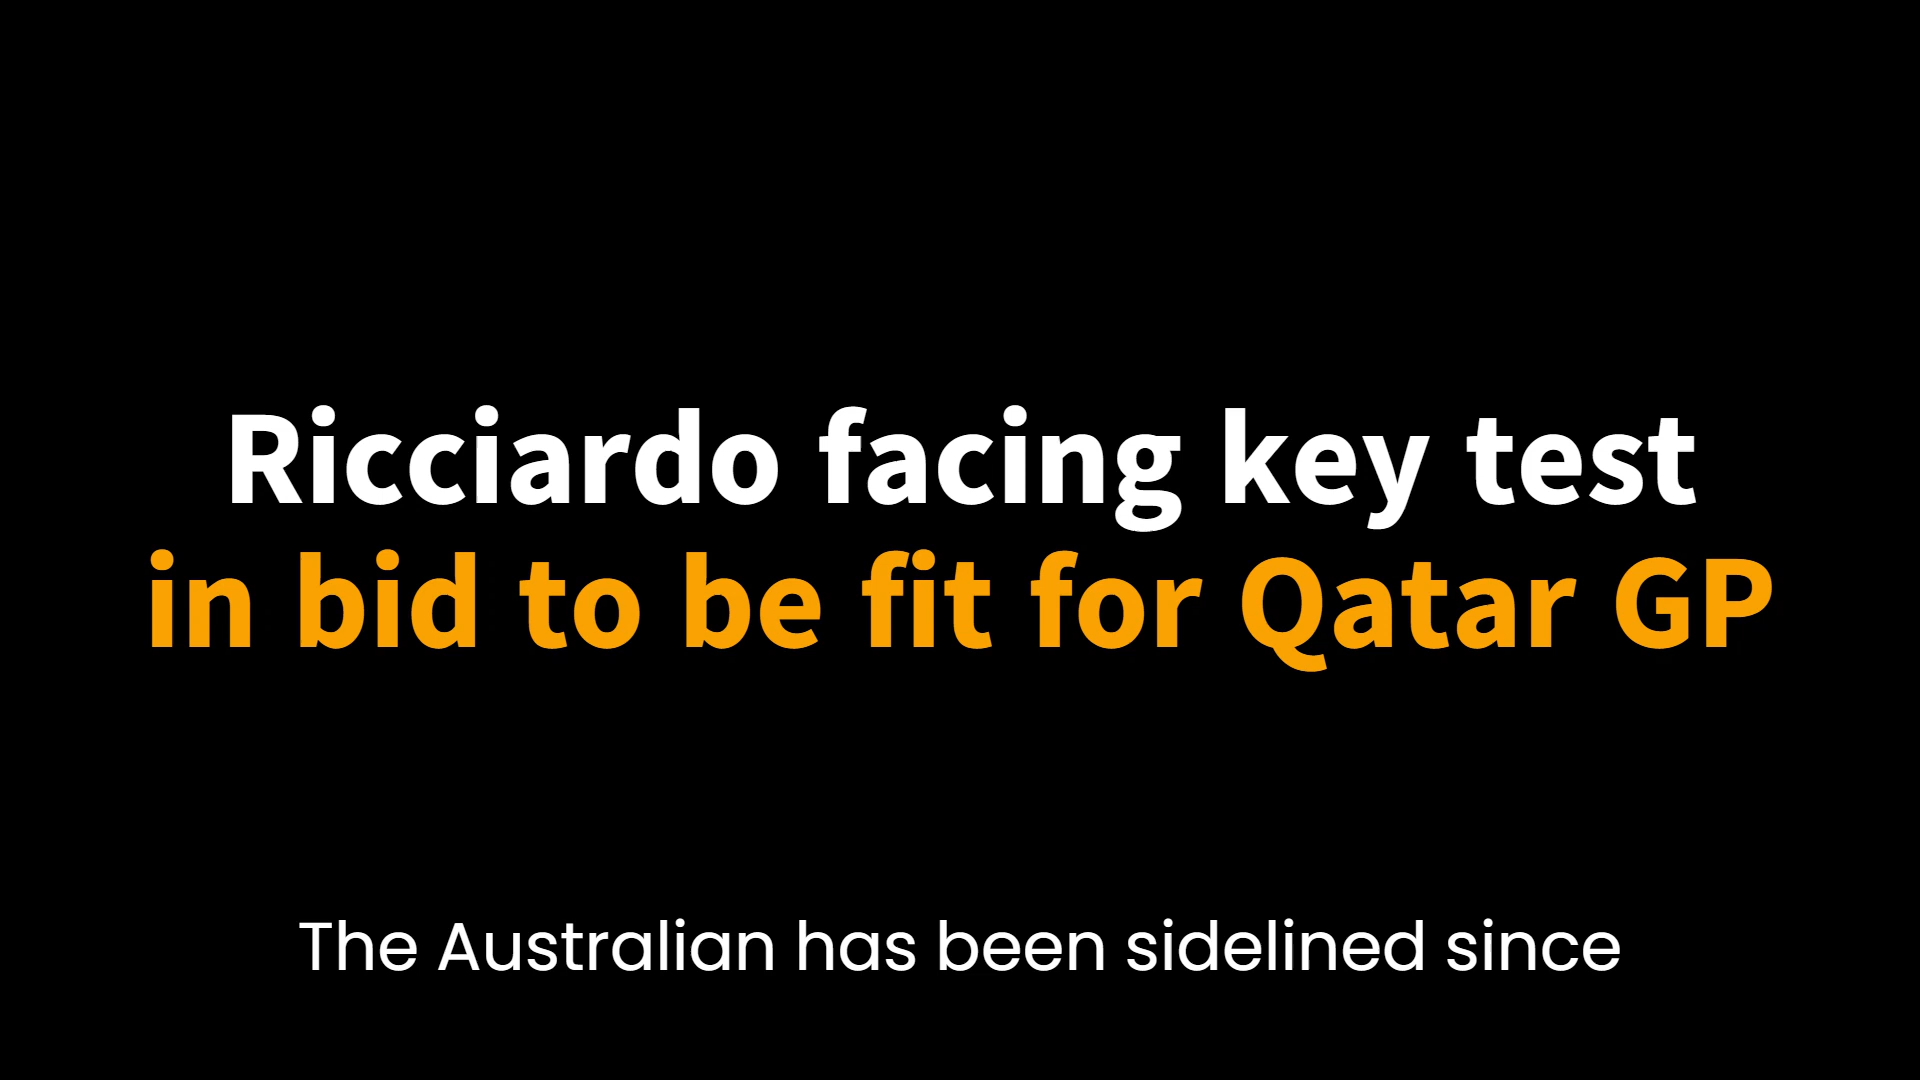 Ricciardo facing key test
in bid to be fit for Qatar GP
The Australian has been sidelined since